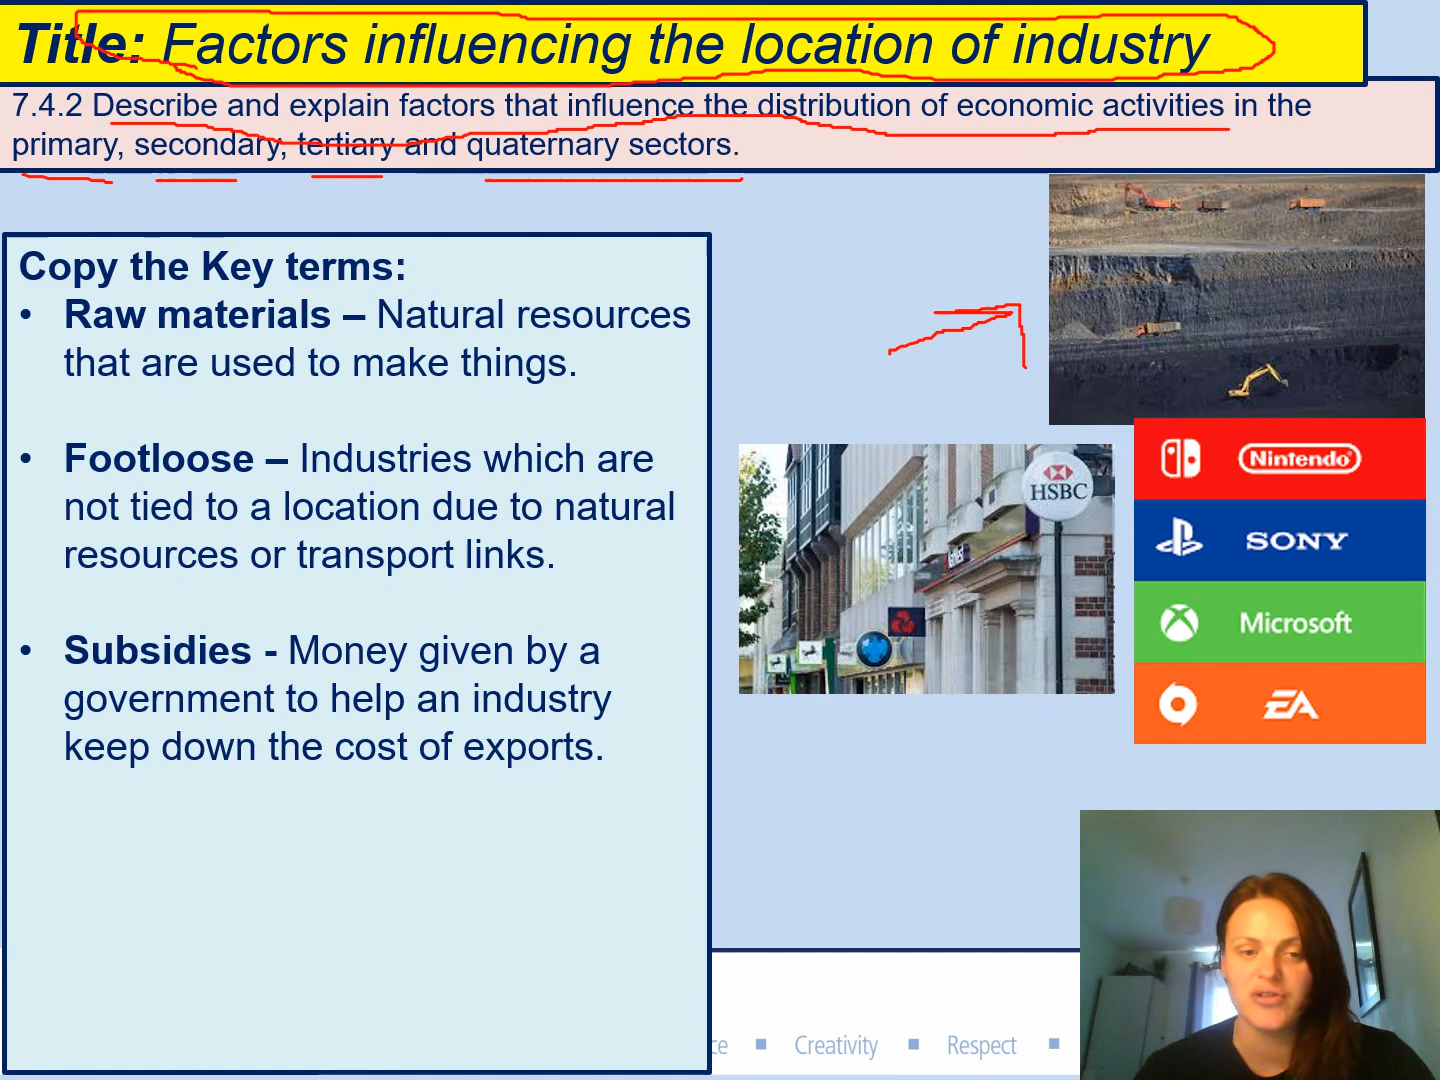 Title: Factors influencing the location of industry
7.4.2 Describe and explain factors that influence the distribution of economic activities in the
primary, secondary, tertiary and quaternary sectors.
Copy the Key terms:
• Raw materials – Natural resources
that are used to make things.
• Footloose – Industries which are
not tied to a location due to natural
resources or transport links.
• Subsidies - Money given by a
government to help an industry
keep down the cost of exports.
HSBC
Nintendo
SONY
Microsoft
EA
ce ▪ Creativity ▪ Respect ▪